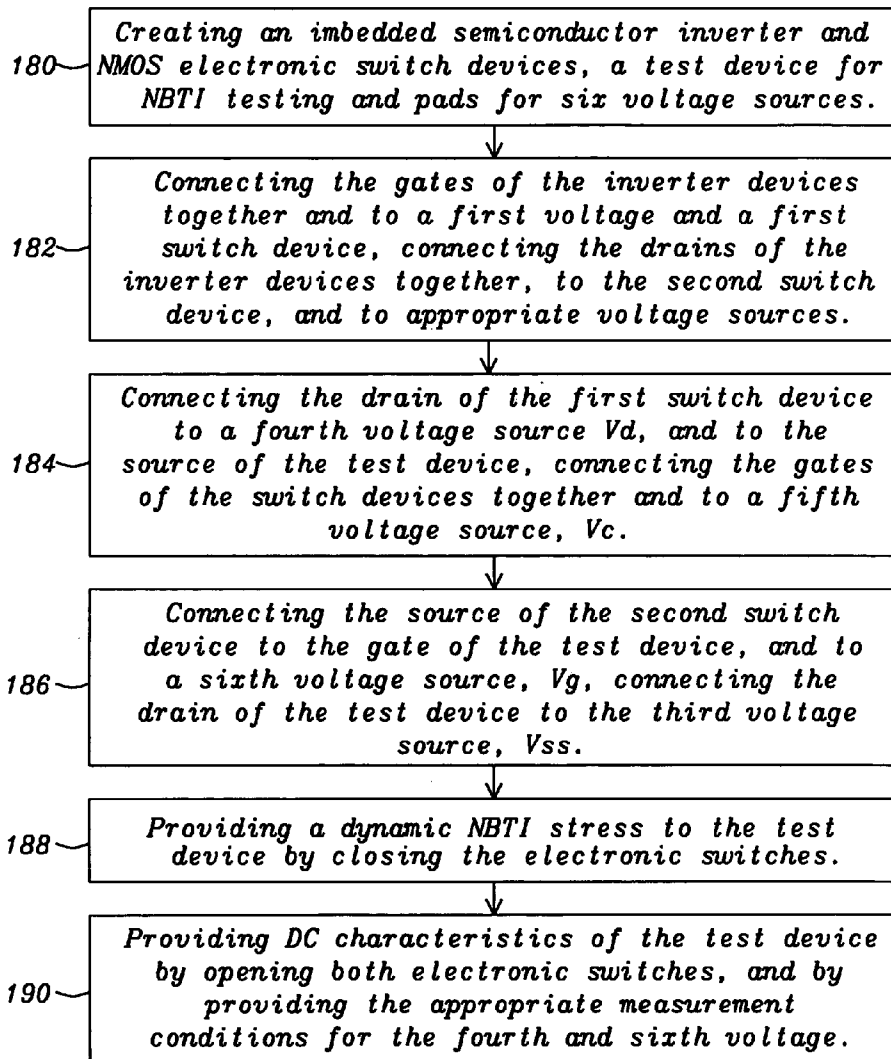 Creating an imbedded semiconductor inverter and
180 NMOS electronic switch devices, a test device for
NBTI testing and pads for six voltage sources.
Connecting the gates of the inverter devices
together and to a first voltage and a first
182 switch device, connecting the drains of the
inverter devices together, to the second switch
device, and to appropriate voltage sources.
Connecting the drain of the first switch device
to a fourth voltage source Vd, and to the
184 source of the test device, connecting the gates
of the switch devices together and to a fifth
voltage source, Vc.
Connecting the source of the second switch
device to the gate of the test device, and to
186 a sixth voltage source, Vg, connecting the
drain of the test device to the third voltage
source, Vss.
188 Providing a dynamic NBTI stress to the test
device by closing the electronic switches.
Providing DC characteristics of the test device
by opening both electronic switches, and by
190 providing the appropriate measurement
conditions for the fourth and sixth voltage.